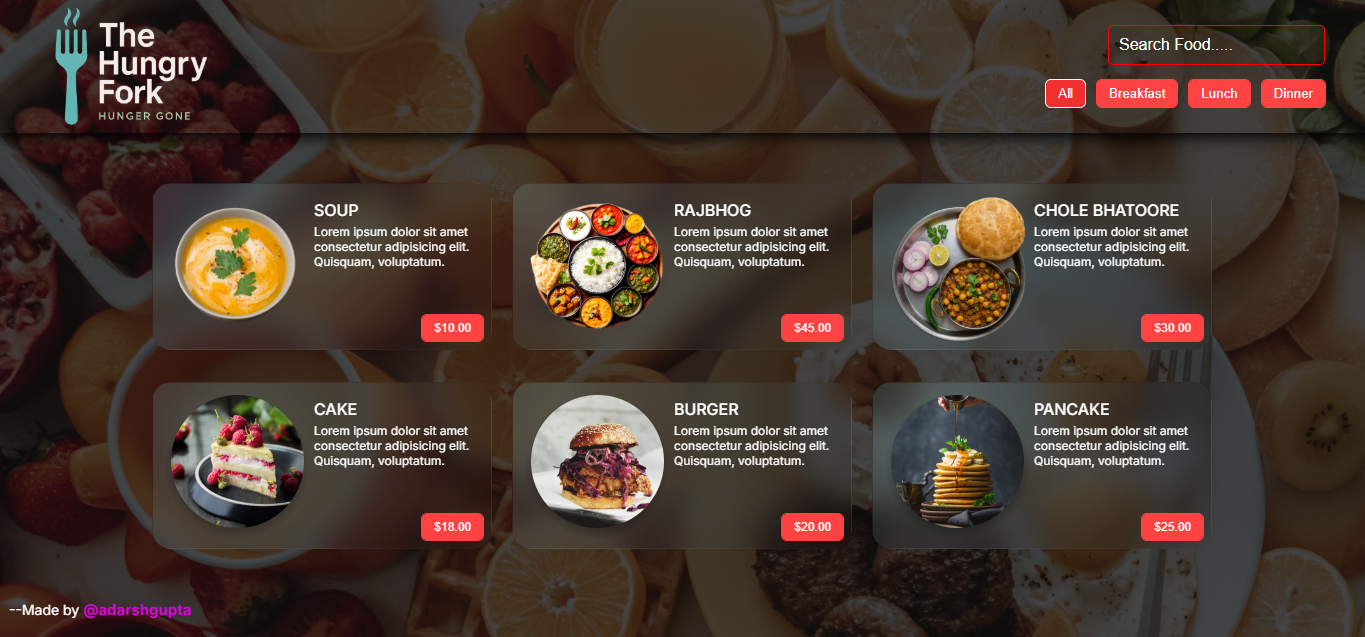 The
Hungry
Fork
HUNGER GONE
Search Food.....
All
Breakfast
Lunch
Dinner
SOUP
Lorem ipsum dolor sit amet
consectetur adipisicing elit.
Quisquam, voluptatum.
$10.00
RAJBHOG
Lorem ipsum dolor sit amet
consectetur adipisicing elit.
Quisquam, voluptatum.
$45.00
CHOLE BHATOORE
Lorem ipsum dolor sit amet
consectetur adipisicing elit.
Quisquam, voluptatum.
$30.00
CAKE
Lorem ipsum dolor sit amet
consectetur adipisicing elit.
Quisquam, voluptatum.
$18.00
BURGER
Lorem ipsum dolor sit amet
consectetur adipisicing elit.
Quisquam, voluptatum.
$20.00
PANCAKE
Lorem ipsum dolor sit amet
consectetur adipisicing elit.
Quisquam, voluptatum.
$25.00
--Made by @adarshgupta